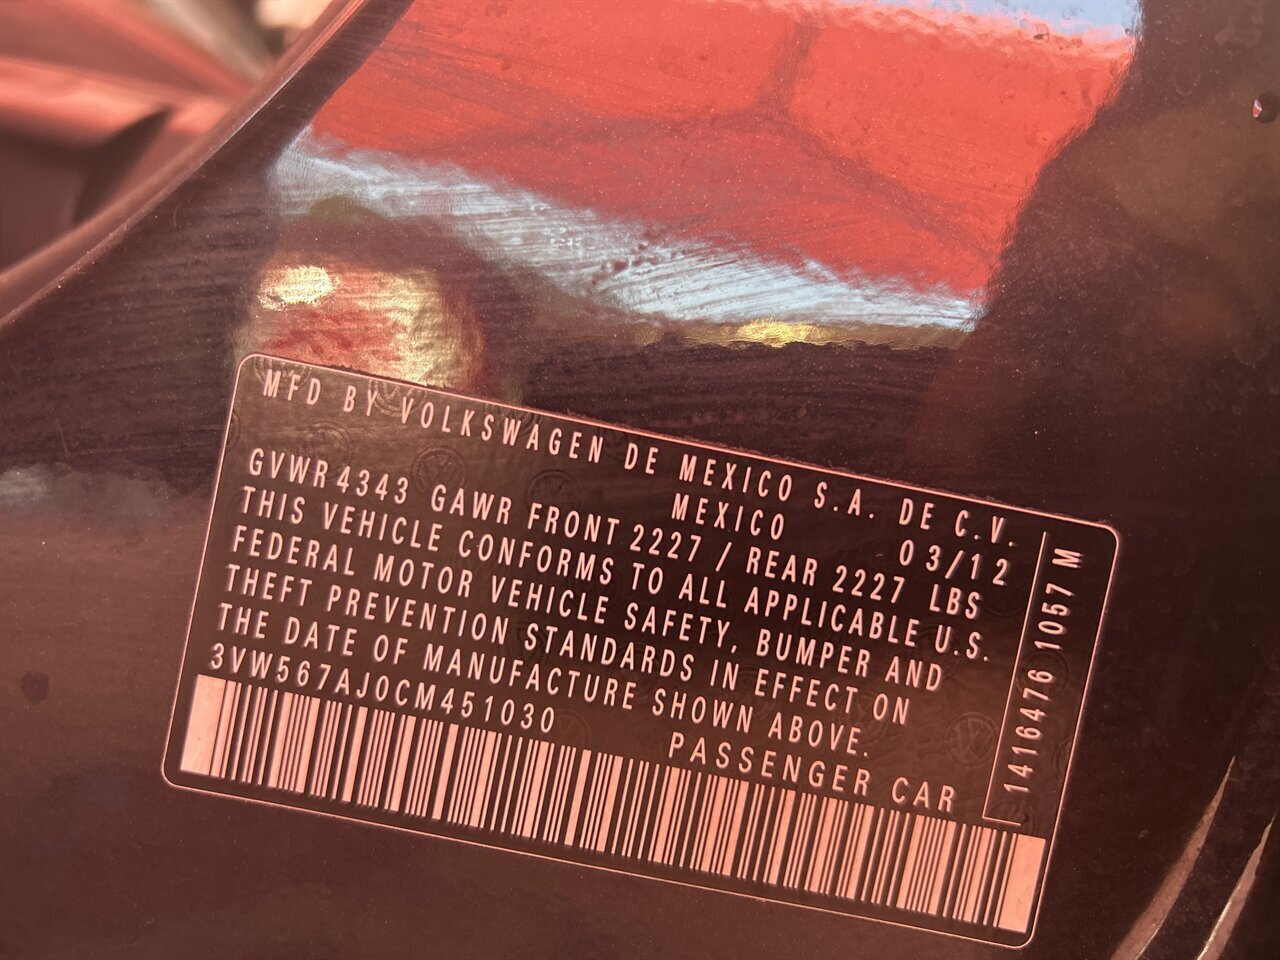 MFD BY VOLKSWAGEN DE MEXICO S.A. DE C.V.
MEXICO 03/12
GVWR 4343 GAWR FRONT 2227 / REAR 2227 LBS
THIS VEHICLE CONFORMS TO ALL APPLICABLE U.S.
FEDERAL MOTOR VEHICLE SAFETY, BUMPER AND
THEFT PREVENTION STANDARDS IN EFFECT ON
THE DATE OF MANUFACTURE SHOWN ABOVE.
3VW567AJ0CM451030
PASSENGER CAR
1416476 1057 M